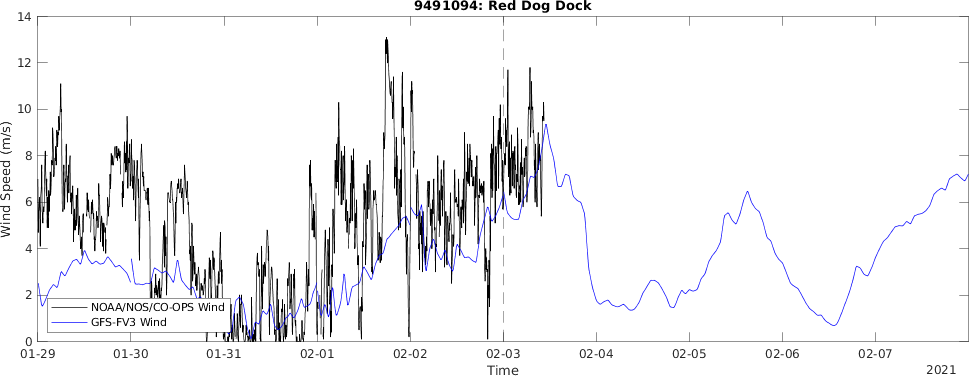 9491094: Red Dog Dock
14
12
10
8
6
4
2
0
Wind Speed (m/s)
NOAA/NOS/CO-OPS Wind
GFS-FV3 Wind
01-29 01-30 01-31 02-01 02-02 02-03 02-04 02-05 02-06 02-07
Time
2021